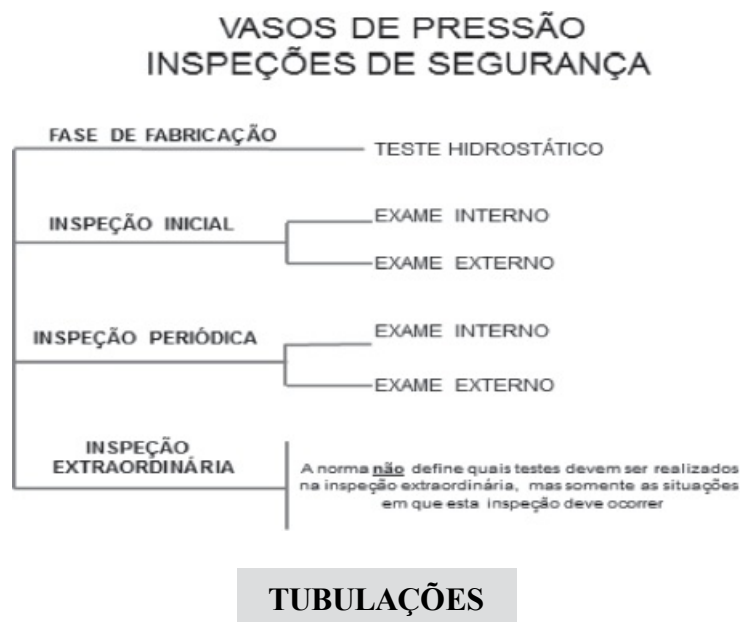 VASOS DE PRESSÃO
INSPEÇÕES DE SEGURANÇA
FASE DE FABRICAÇÃO
TESTE HIDROSTÁTICO
INSPEÇÃO INICIAL
EXAME INTERNO
EXAME EXTERNO
INSPEÇÃO PERIÓDICA
EXAME INTERNO
EXAME EXTERNO
INSPEÇÃO
EXTRAORDINÁRIA
A norma não define quais testes devem ser realizados
na inspeção extraordinária, mas somente as situações
em que esta inspeção deve ocorrer
TUBULAÇÕES